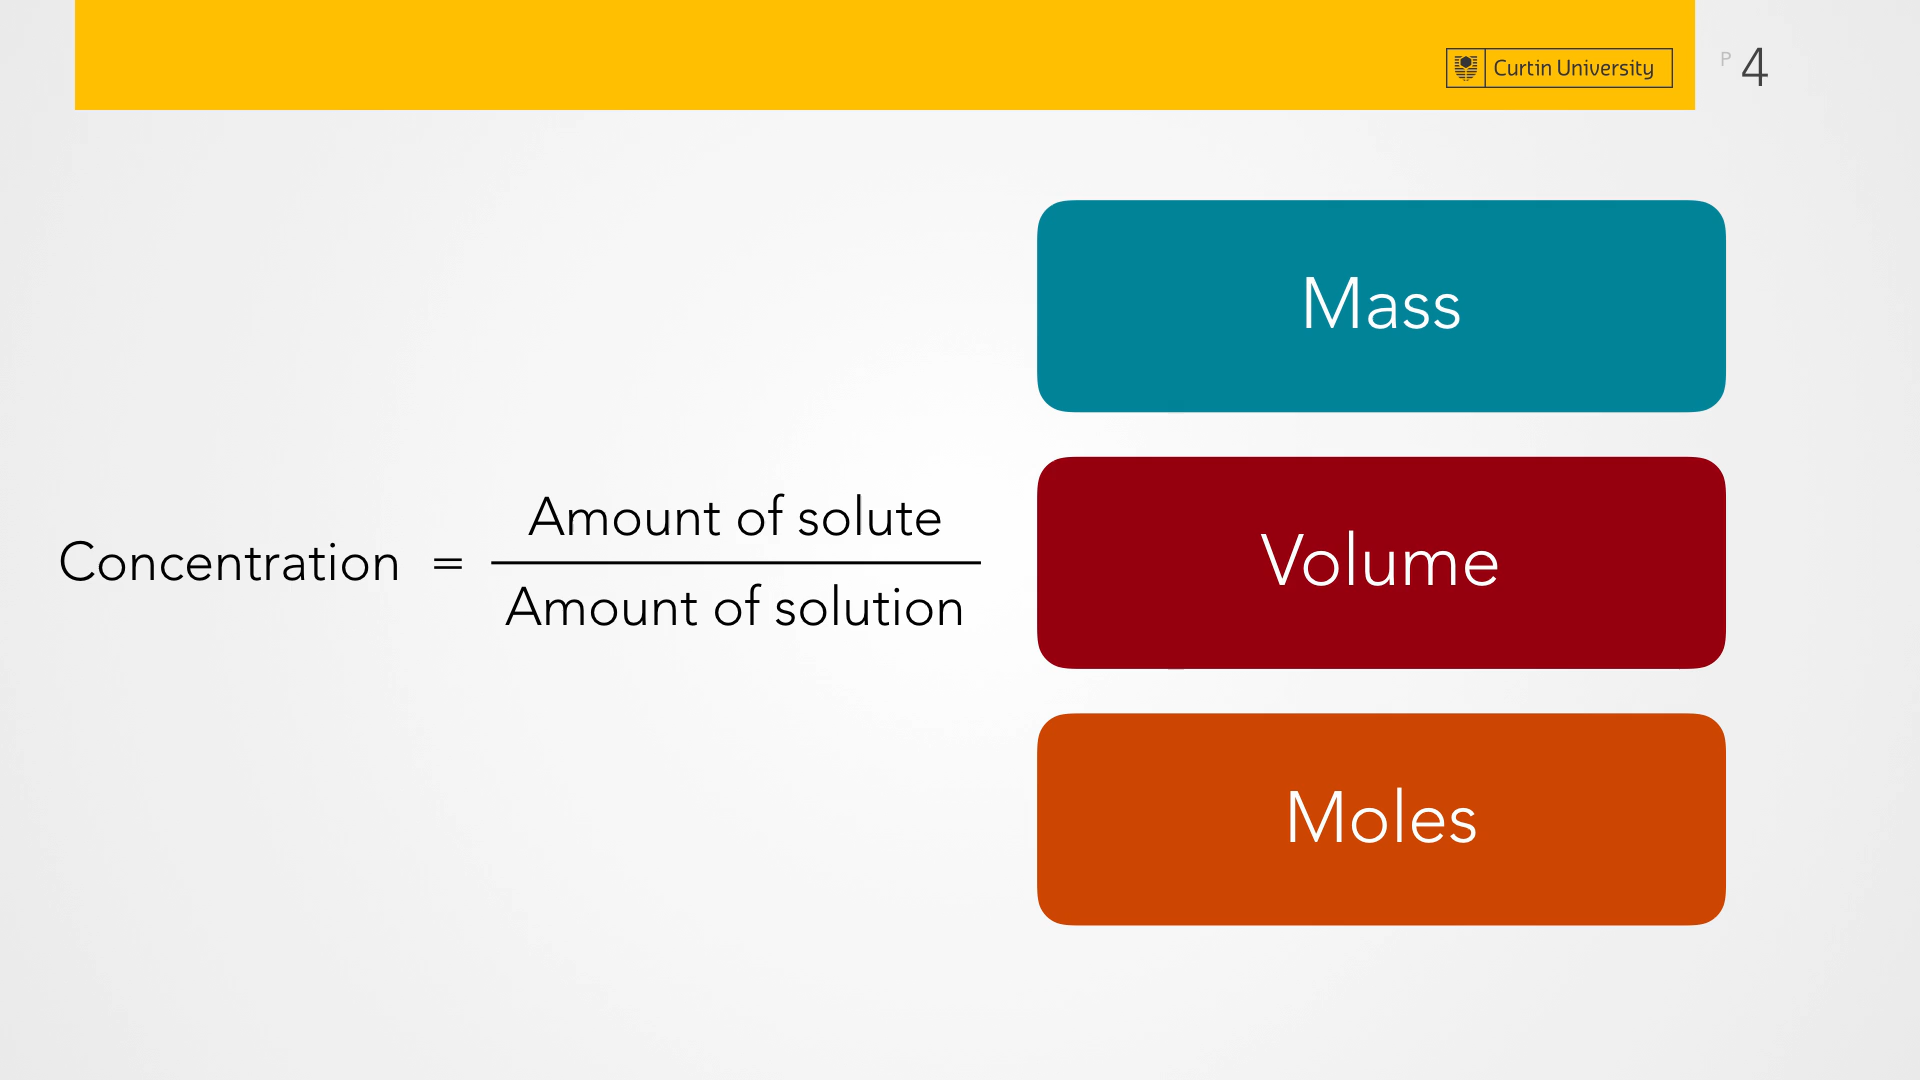 Curtin University
P 4
Concentration = Amount of solute
Amount of solution
Mass
Volume
Moles